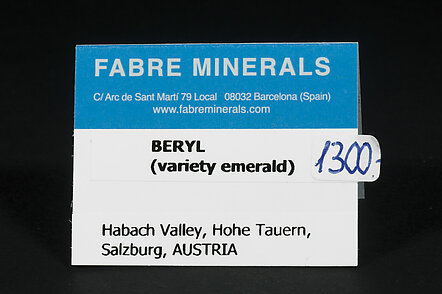 FABRE MINERALS
C/ Arc de Sant Martí 79 Local 08032 Barcelona (Spain)
www.fabreminerals.com
BERYL
(variety emerald)
1300.-
Habach Valley, Hohe Tauern,
Salzburg, AUSTRIA